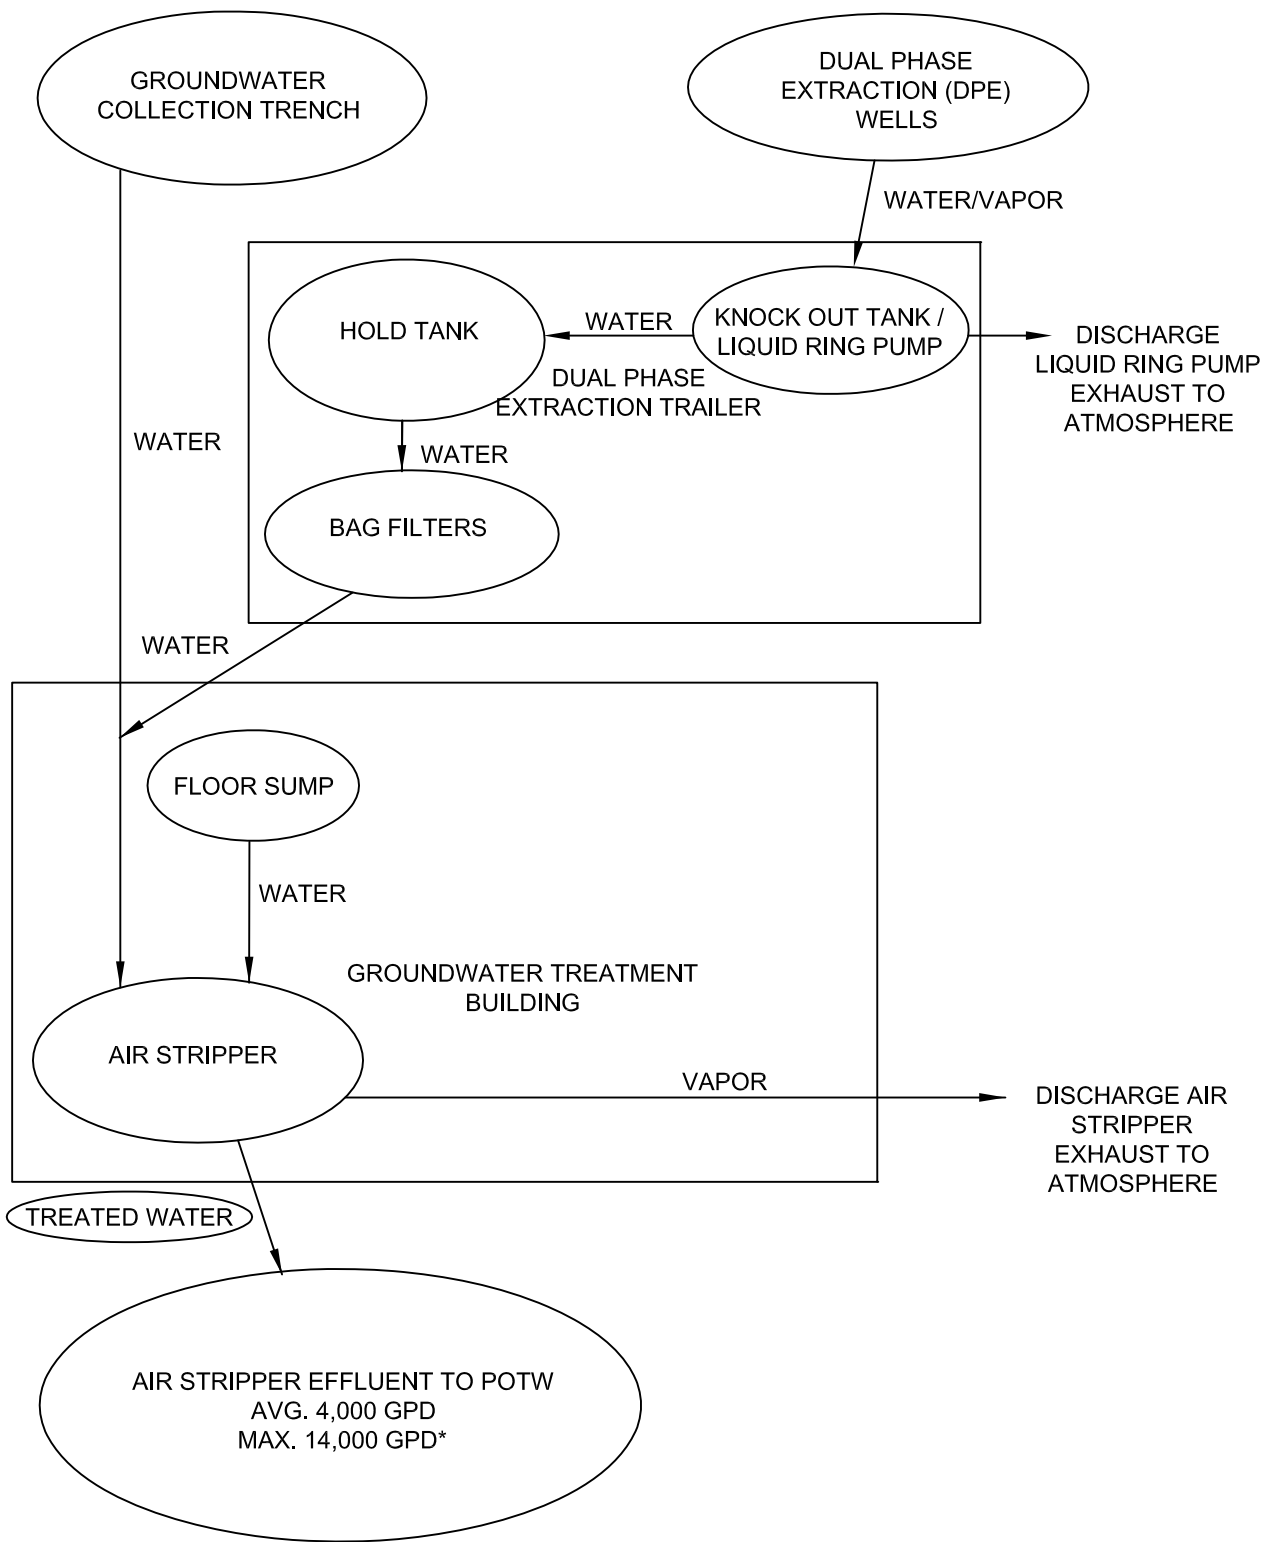 GROUNDWATER
COLLECTION TRENCH
DUAL PHASE
EXTRACTION (DPE)
WELLS
WATER/VAPOR
HOLD TANK
WATER
KNOCK OUT TANK /
LIQUID RING PUMP
DISCHARGE
LIQUID RING PUMP
EXHAUST TO
ATMOSPHERE
DUAL PHASE
EXTRACTION TRAILER
WATER
WATER
BAG FILTERS
WATER
FLOOR SUMP
WATER
GROUNDWATER TREATMENT
BUILDING
AIR STRIPPER
VAPOR
DISCHARGE AIR
STRIPPER
EXHAUST TO
ATMOSPHERE
TREATED WATER
AIR STRIPPER EFFLUENT TO POTW
AVG. 4,000 GPD
MAX. 14,000 GPD*